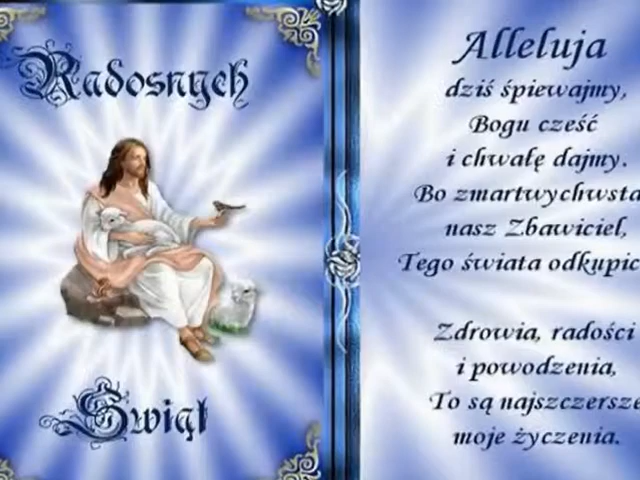 Radosnych
Świąt
Alleluja
dziś śpiewajmy,
Bogu cześć
i chwałę dajmy.
Bo zmartwychwsta
nasz Zbawiciel,
Tego świata odkupic
Zdrowia, radości
i powodzenia,
To są najszczersze
moje życzenia.